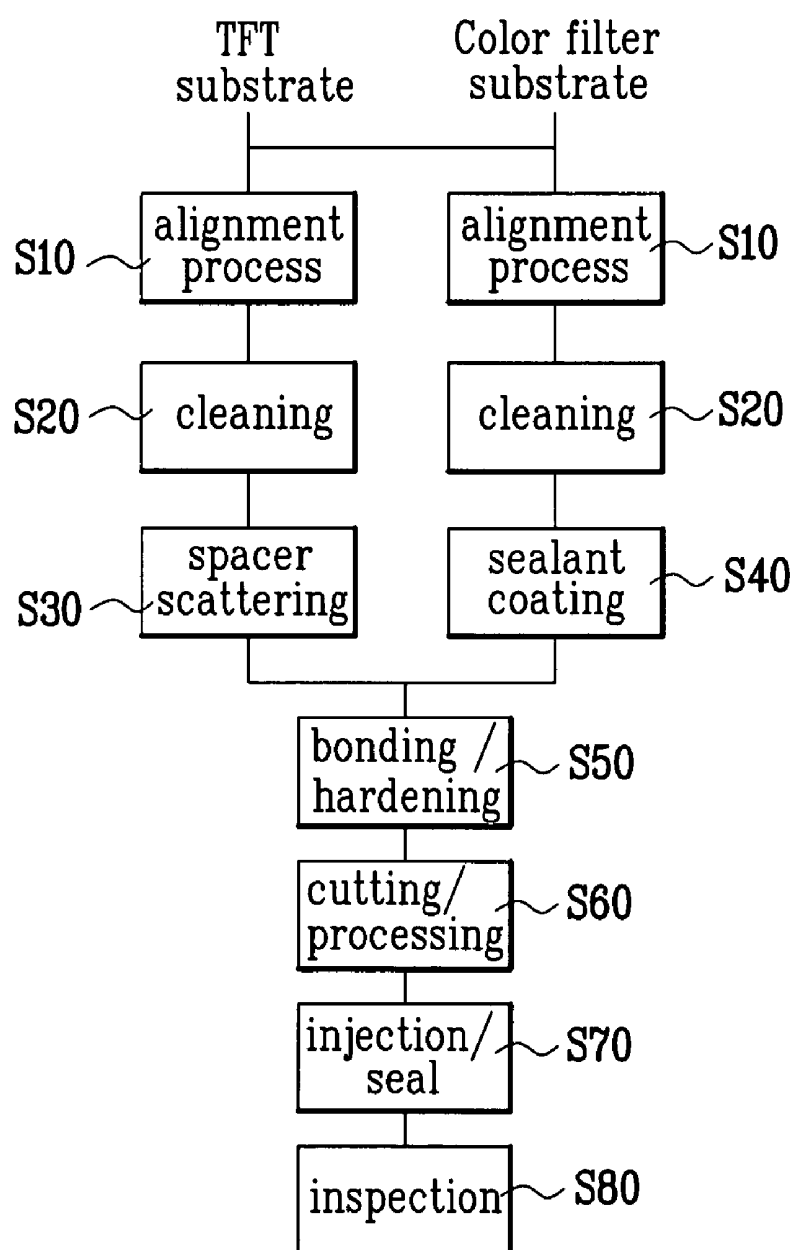 TFT
substrate
Color filter
substrate
S10
alignment
process
alignment
process
S10
S20
cleaning
cleaning
S20
S30
spacer
scattering
sealant
coating
S40
bonding /
hardening
S50
cutting/
processing
S60
injection/
seal
S70
inspection
S80